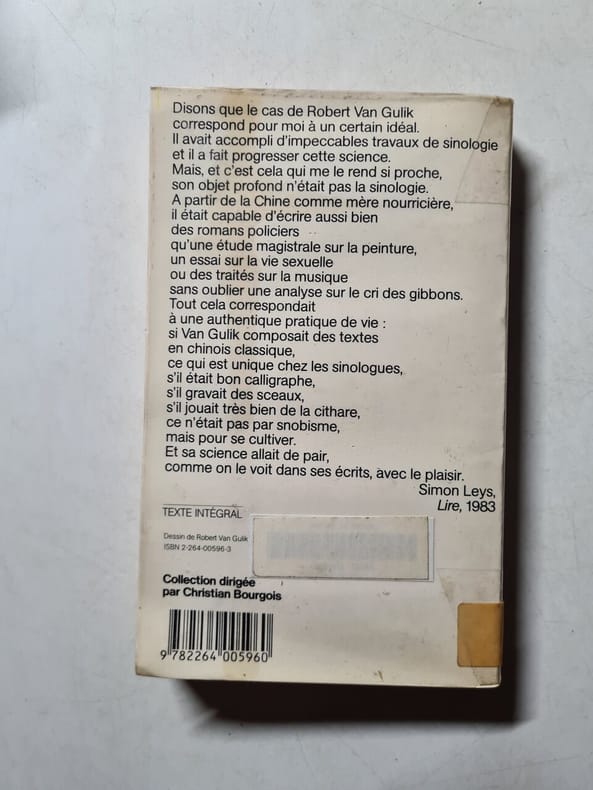 Disons que le cas de Robert Van Gulik
correspond pour moi à un certain idéal.
Il avait accompli d'impeccables travaux de sinologie
et il a fait progresser cette science.
Mais, et c'est cela qui me le rend si proche,
son objet profond n'était pas la sinologie.
A partir de la Chine comme mère nourricière,
il était capable d'écrire aussi bien
des romans policiers
qu'une étude magistrale sur la peinture,
un essai sur la vie sexuelle
ou des traités sur la musique
sans oublier une analyse sur le cri des gibbons.
Tout cela correspondait
à une authentique pratique de vie :
si Van Gulik composait des textes
en chinois classique,
ce qui est unique chez les sinologues,
s'il était bon calligraphe,
s'il gravait des sceaux,
s'il jouait très bien de la cithare,
ce n'était pas par snobisme,
mais pour se cultiver.
Et sa science allait de pair,
comme on le voit dans ses écrits, avec le plaisir.
Simon Leys,
Lire, 1983
TEXTE INTÉGRAL
Dessin de Robert Van Gulik
ISBN 2-264-00596-3
Collection dirigée
par Christian Bourgois
9 782264 005960